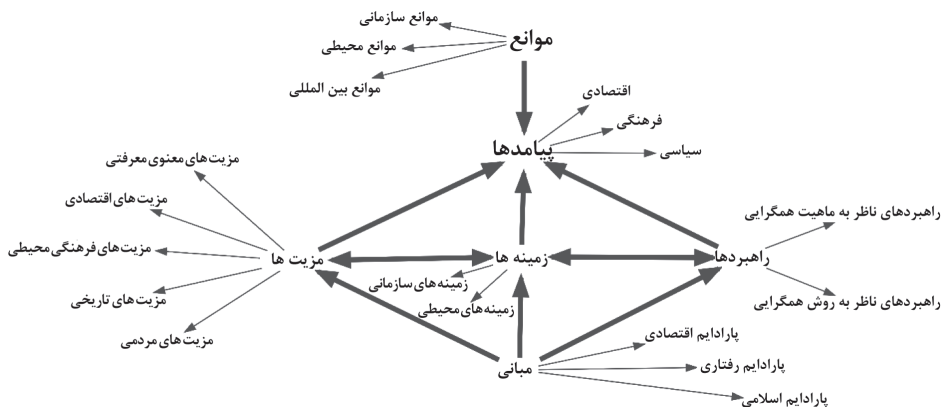 موانع سازمانی
موانع
موانع محیطی
موانع بین المللی
اقتصادی
فرهنگی
پیامدها
سیاسی
مزیت‌های معنوی معرفتی
مزیت‌های اقتصادی
راهبردهای ناظر به ماهیت همگرایی
مزیت‌های فرهنگی محیطی
راهبردها
زمینه ها
مزیت ها
زمینه‌های سازمانی
زمینه‌های محیطی
مزیت‌های تاریخی
راهبردهای ناظر به روش همگرایی
مزیت‌های مردمی
پارادایم اقتصادی
مبانی
پارادایم رفتاری
پارادایم اسلامی